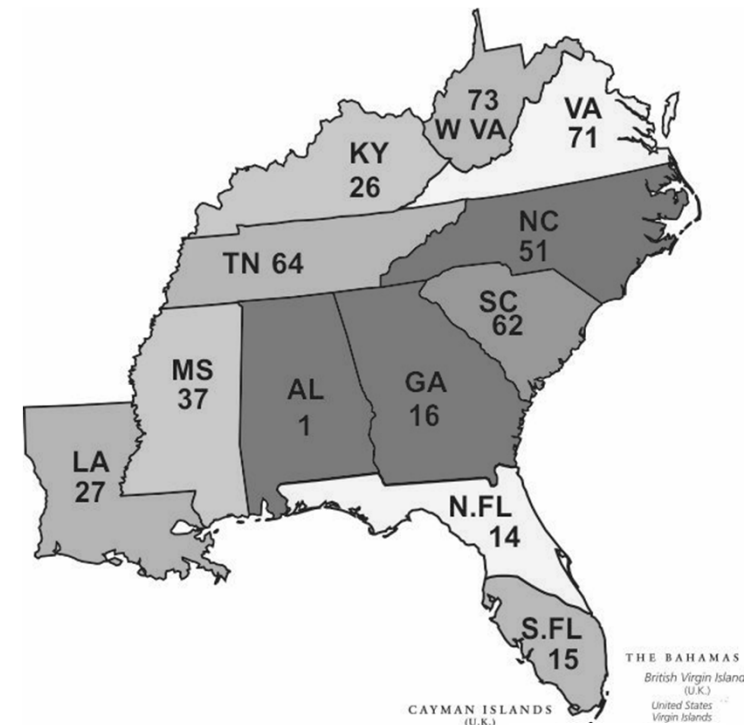 73
W VA
VA
71
KY
26
NC
51
TN 64
SC
62
MS
37
AL
1
GA
16
LA
27
N.FL
14
S.FL
15
THE BAHAMAS
British Virgin Island
(U.K.)
CAYMAN ISLANDS
(U.K.)
United States
Virgin Islands